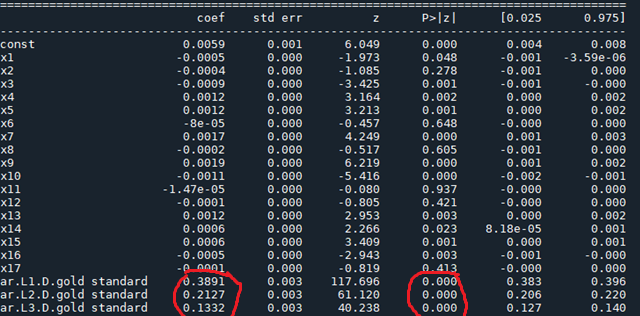 coef std err z P>|z| [0.025 0.975]
const 0.0059 0.001 6.049 0.000 0.004 0.008
x1 -0.0005 0.000 -1.973 0.048 -0.001 -3.59e-06
x2 -0.0004 0.000 -1.085 0.278 -0.001 0.000
x3 -0.0009 0.000 -3.425 0.001 -0.001 -0.000
x4 0.0012 0.000 3.164 0.002 0.000 0.002
x5 0.0012 0.000 3.213 0.001 0.000 0.002
x6 -8e-05 0.000 -0.457 0.648 -0.000 0.000
x7 0.0017 0.000 4.249 0.000 0.001 0.003
x8 -0.0002 0.000 -0.517 0.605 -0.001 0.000
x9 0.0019 0.000 6.219 0.000 0.001 0.002
x10 -0.0011 0.000 -5.416 0.000 -0.002 -0.001
x11 -1.47e-05 0.000 -0.080 0.937 -0.000 0.000
x12 -0.0001 0.000 -0.805 0.421 -0.000 0.000
x13 0.0012 0.000 2.953 0.003 0.000 0.002
x14 0.0006 0.000 2.266 0.023 8.18e-05 0.001
x15 0.0006 0.000 3.409 0.001 0.000 0.001
x16 -0.0005 0.000 -2.943 0.003 -0.001 -0.000
x17 -0.0001 0.000 -0.819 0.413 -0.000 0.000
ar.L1.D.gold standard 0.3891 0.003 117.696 0.000 0.383 0.396
ar.L2.D.gold standard 0.2127 0.003 61.120 0.000 0.206 0.220
ar.L3.D.gold standard 0.1332 0.003 40.238 0.000 0.127 0.140